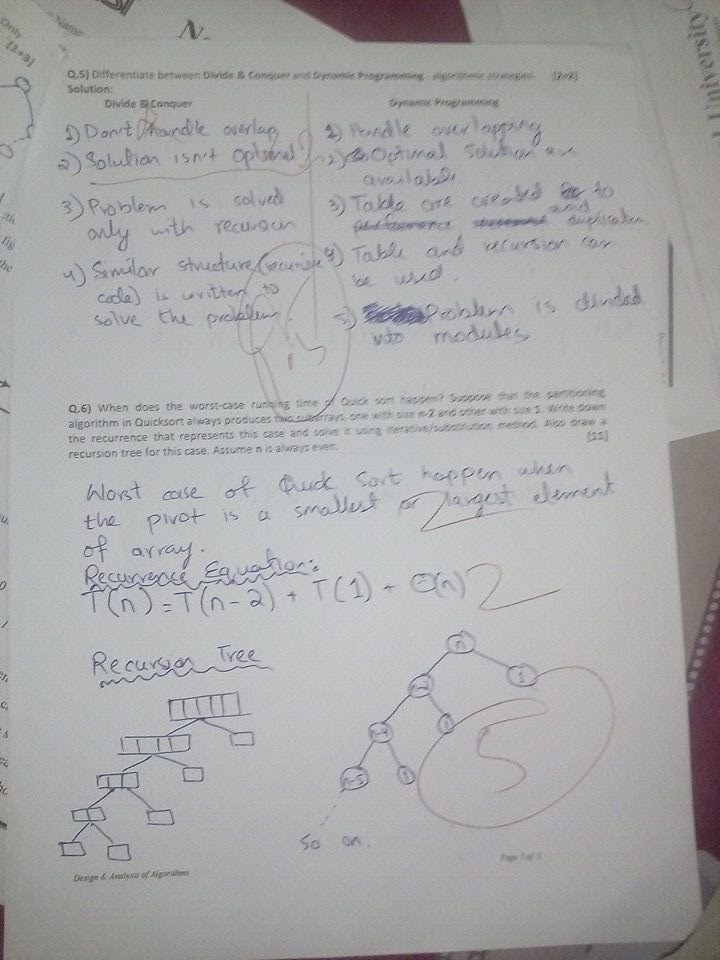 Name
N
Only
[1+3]
University
Q.5) Differentiate between Divide & Conquer and Dynamic Programming algorithmic strategies. [2+2]
Solution:
Divide & Conquer Dynamic Programming
1) Don't handle overlap 1) Handle overlapping
2) Solution isn't Optimal 2) Optimal Solution are
available
3) Problem is solved 3) Table are created to
only with recursion avoid duplication
4) Similar structure (recursive 4) Table and recursion can
code) is written to be used.
solve the problem. 5) Problem is divided
into modules
1.5
Q.6) When does the worst-case running time of Quick sort happen? Suppose that the partitioning
algorithm in Quicksort always produces two subarrays, one with size n-2 and other with size 1. Write down
the recurrence that represents this case and solve it using iterative/substitution method. Also draw a
recursion tree for this case. Assume n is always even. [11]
Worst case of Quick Sort happen when
the pivot is a smallest or largest element
of array.
2
Recurrence Equation:
T(n) = T(n-2) + T(1) + Θ(n) 2
Recursion Tree
n
n-2 1
n-4 1
n-5 1
5
So on.
Page 3 of 3
Design & Analysis of Algorithms